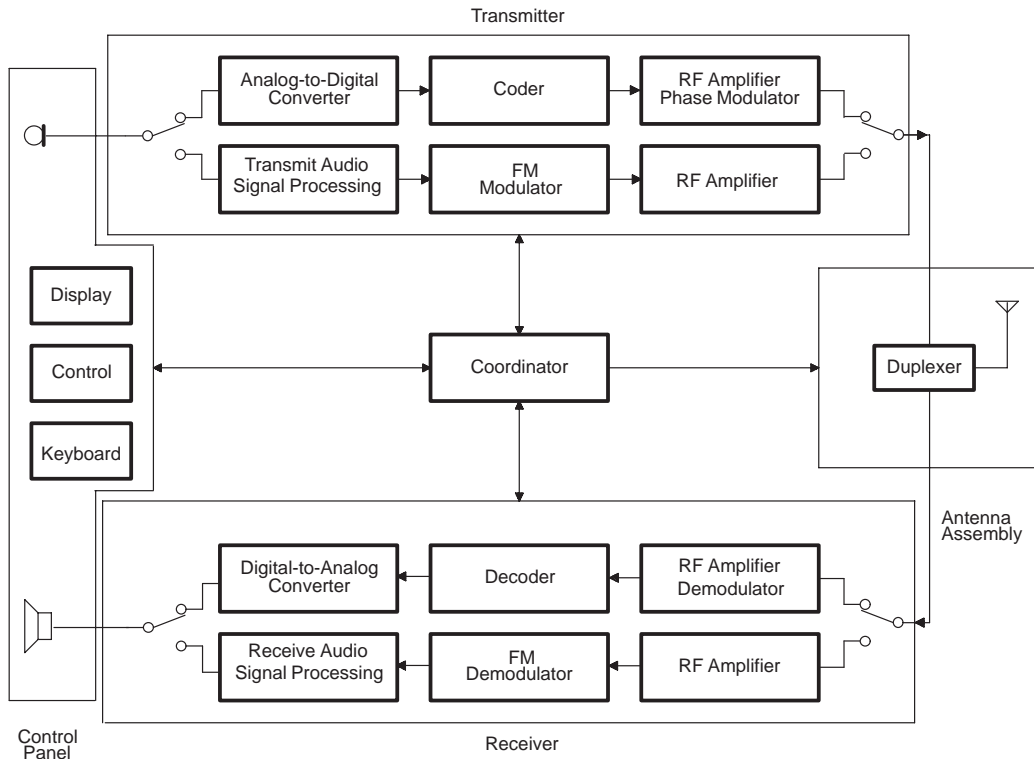 Transmitter
Analog-to-Digital
Converter
Coder
RF Amplifier
Phase Modulator
Transmit Audio
Signal Processing
FM
Modulator
RF Amplifier
Display
Control
Keyboard
Coordinator
Duplexer
Antenna
Assembly
Digital-to-Analog
Converter
Decoder
RF Amplifier
Demodulator
Receive Audio
Signal Processing
FM
Demodulator
RF Amplifier
Control
Panel
Receiver